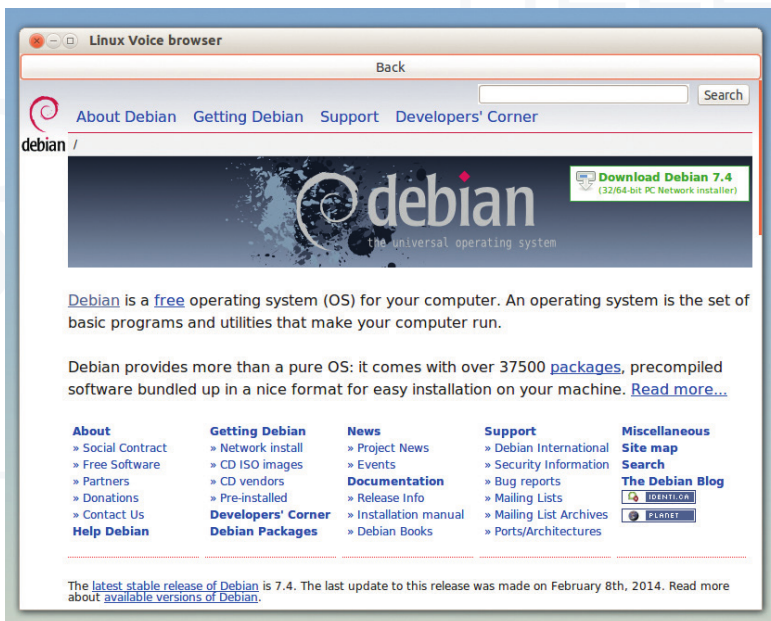 Linux Voice browser
Back
Search
About Debian Getting Debian Support Developers' Corner
debian /
debian
the universal operating system
Download Debian 7.4
(32/64-bit PC Network installer)
Debian is a free operating system (OS) for your computer. An operating system is the set of
basic programs and utilities that make your computer run.
Debian provides more than a pure OS: it comes with over 37500 packages, precompiled
software bundled up in a nice format for easy installation on your machine. Read more...
About
» Social Contract
» Free Software
» Partners
» Donations
» Contact Us
Help Debian
Getting Debian
» Network install
» CD ISO images
» CD vendors
» Pre-installed
Developers' Corner
Debian Packages
News
» Project News
» Events
Documentation
» Release Info
» Installation manual
» Debian Books
Support
» Debian International
» Security Information
» Bug reports
» Mailing Lists
» Mailing List Archives
» Ports/Architectures
Miscellaneous
Site map
Search
The Debian Blog
IDENTI.CA
PLANET
The latest stable release of Debian is 7.4. The last update to this release was made on February 8th, 2014. Read more
about available versions of Debian.